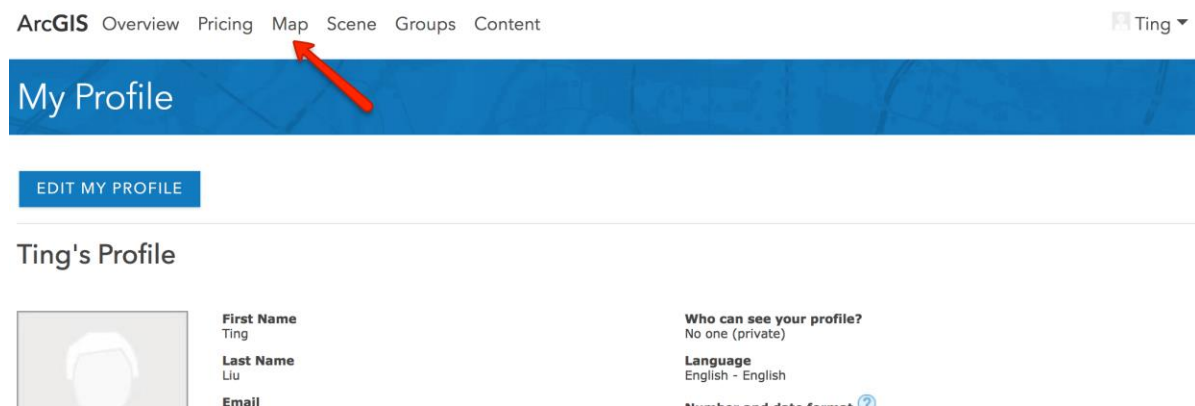 ArcGIS Overview Pricing Map Scene Groups Content Ting
My Profile
EDIT MY PROFILE
Ting's Profile
First Name
Ting
Last Name
Liu
Email
Who can see your profile?
No one (private)
Language
English - English
Number and date format ?